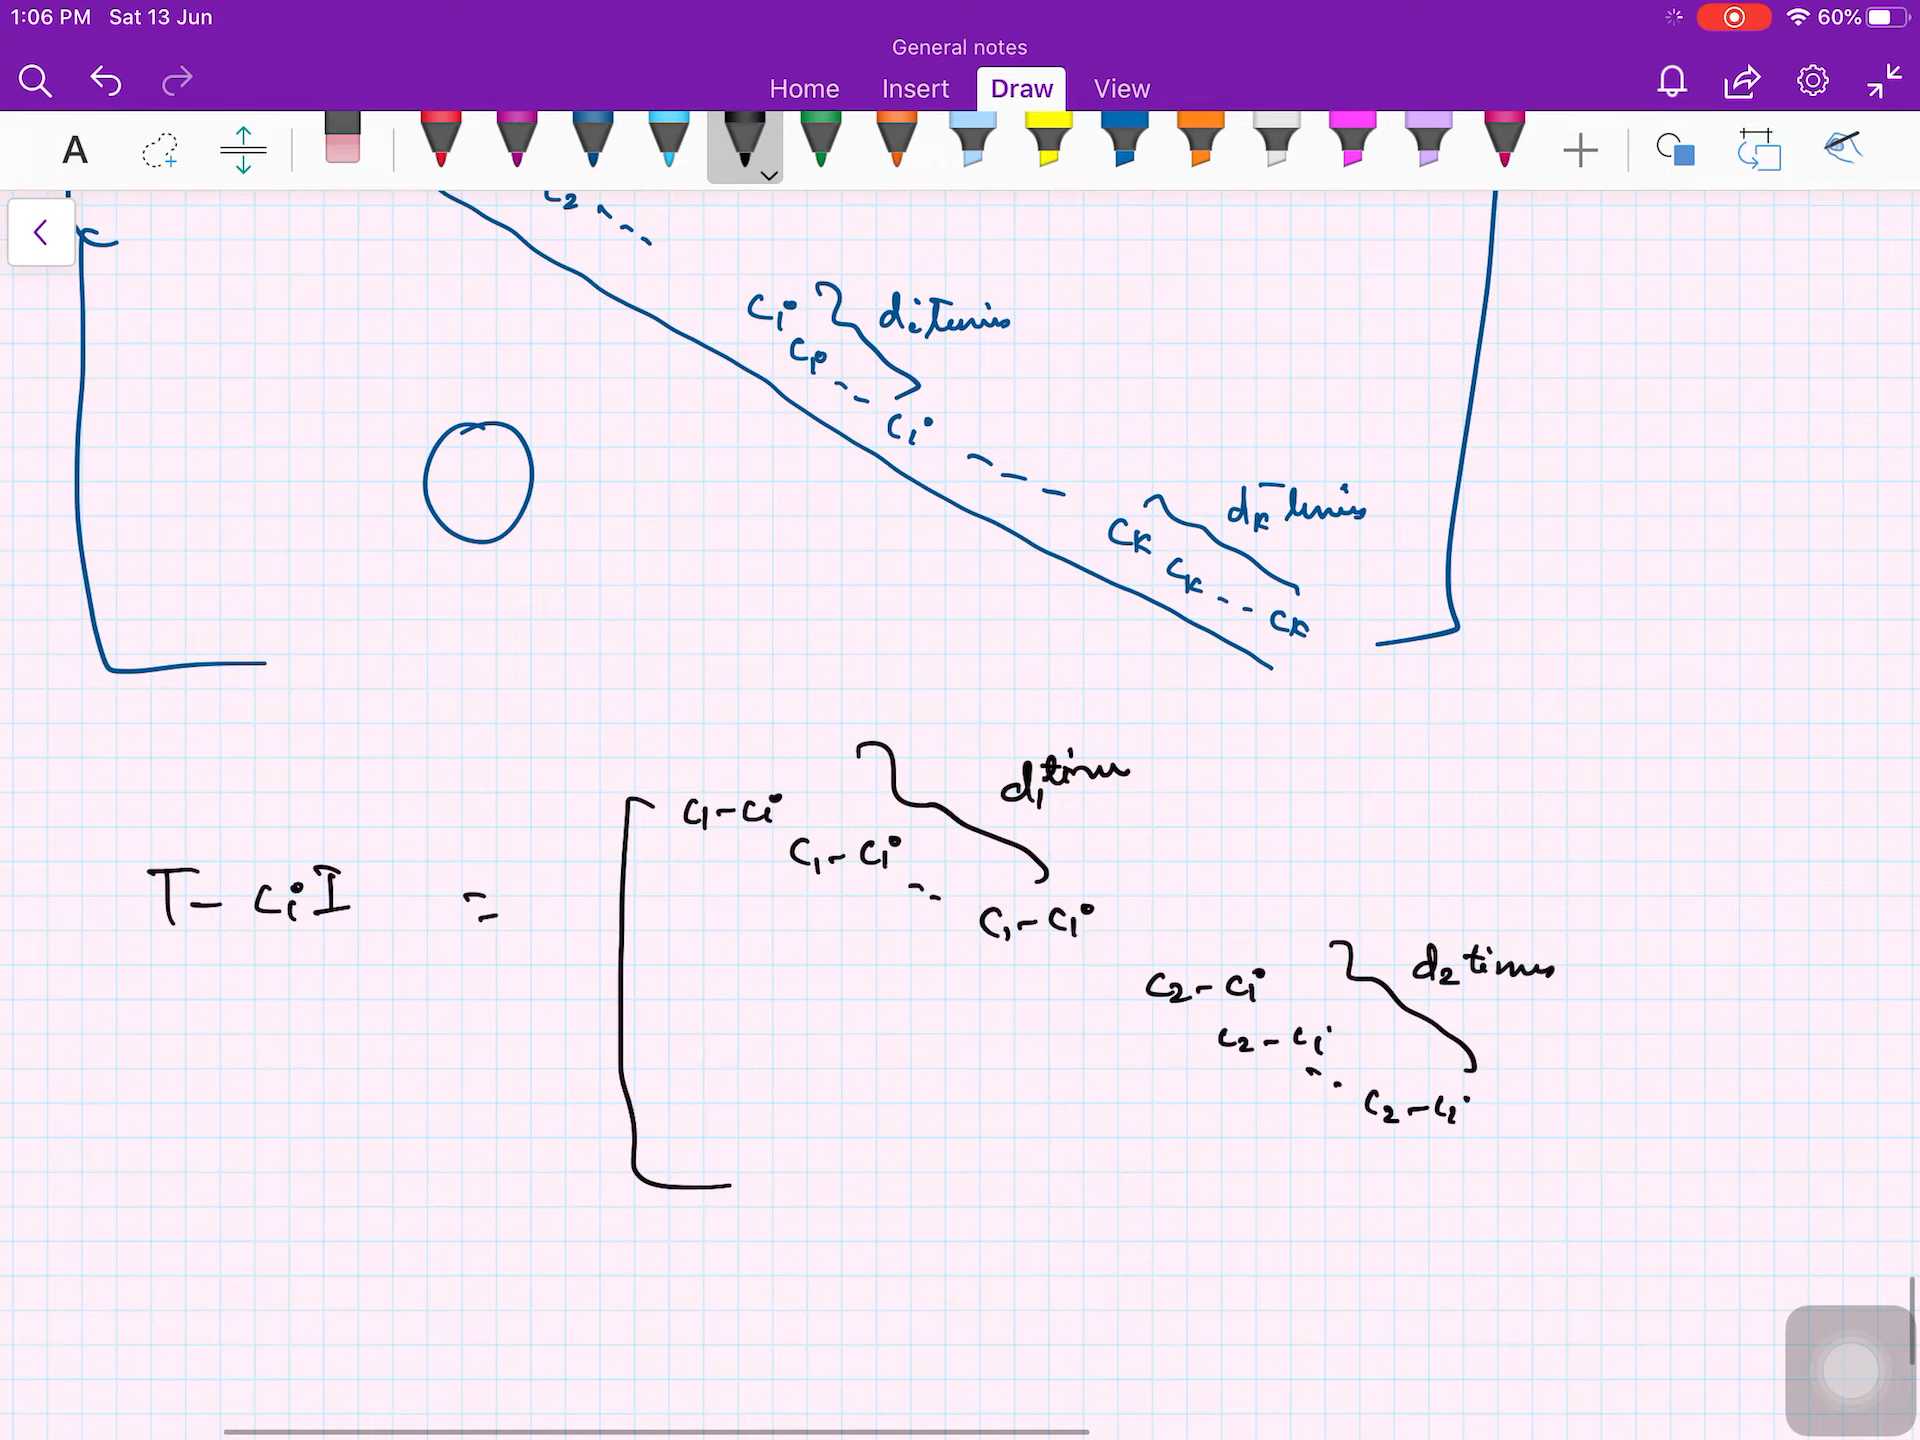 1:06 PM Sat 13 Jun 60%
General notes
Home Insert Draw View
A
c₂
cᵢ dᵢ times
cᵢ
cᵢ
dₖ times
cₖ
cₖ
cₖ
d₁ time
c₁ - cᵢ
c₁ - cᵢ
T - cᵢI =
c₁ - cᵢ
d₂ times
c₂ - cᵢ
c₂ - cᵢ
c₂ - cᵢ